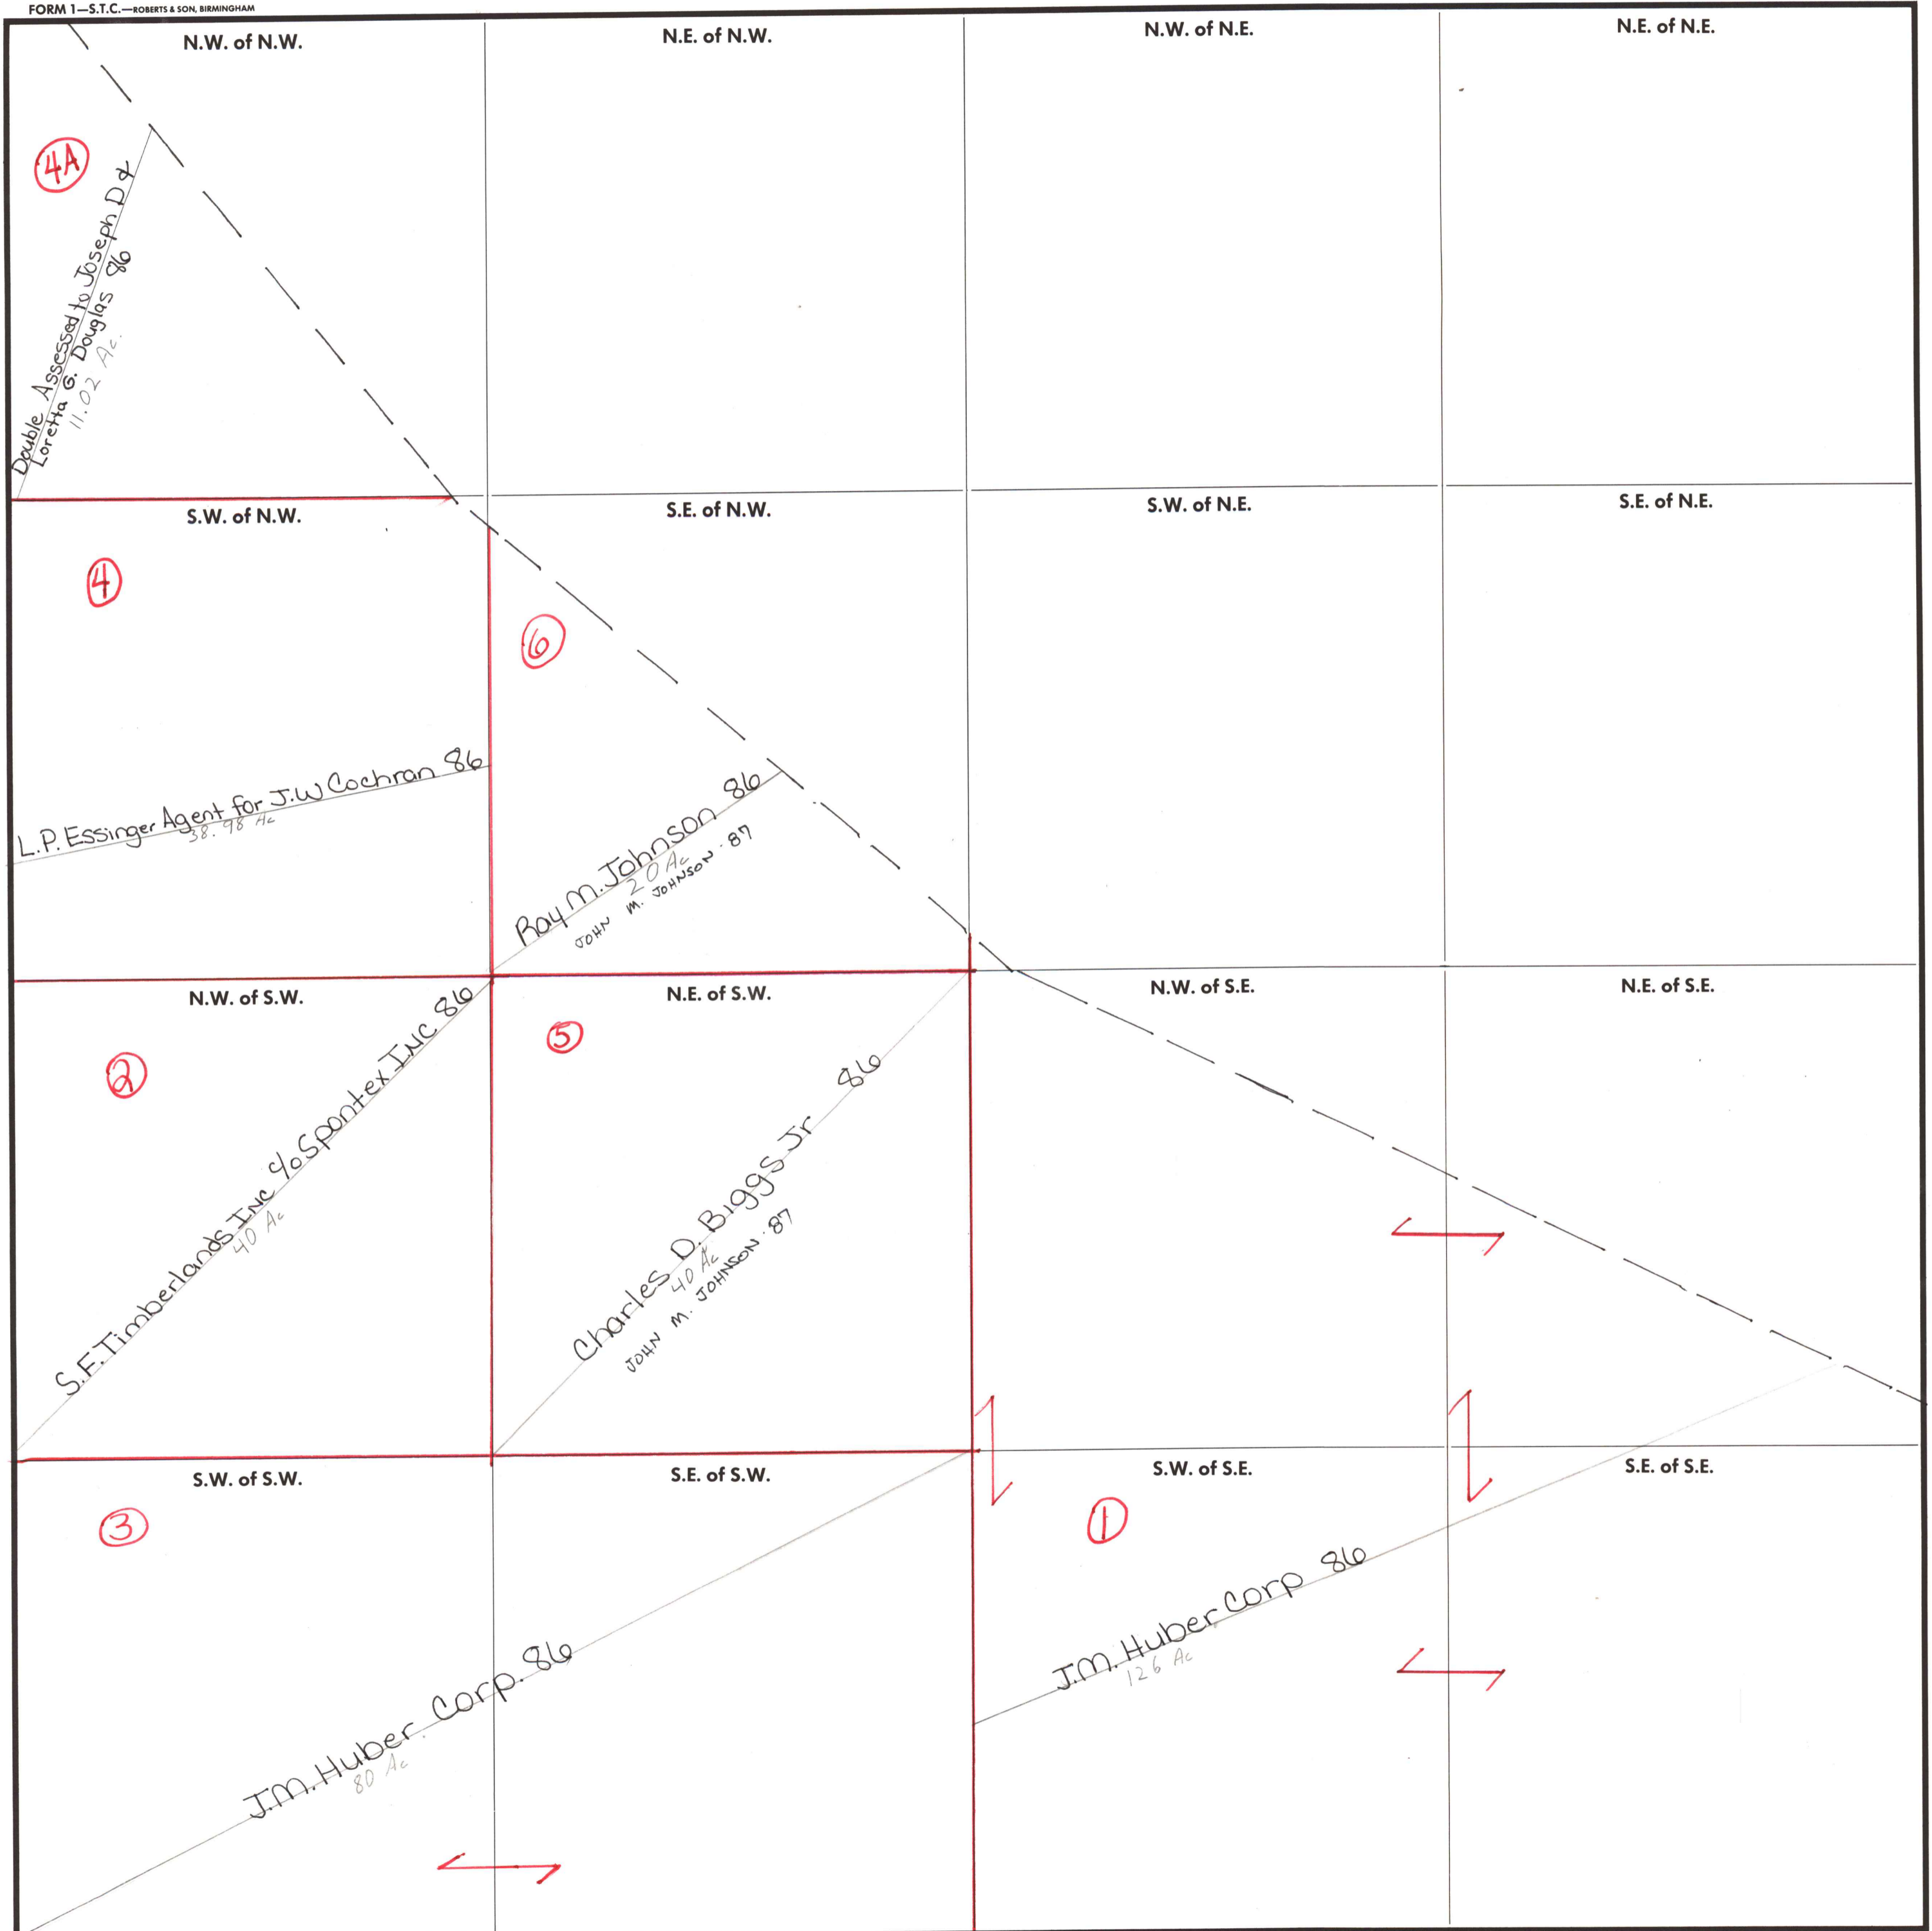 FORM 1—S.T.C.—ROBERTS & SON, BIRMINGHAM
N.W. of N.W.
N.E. of N.W.
N.W. of N.E.
N.E. of N.E.
4A
Double Assessed to Joseph D &
Loretta G. Douglas 86
11.02 Ac.
S.W. of N.W.
S.E. of N.W.
S.W. of N.E.
S.E. of N.E.
4
L.P. Essinger Agent for J.W Cochran 86
38.98 Ac
6
Ray M. Johnson 86
20 Ac
JOHN M. JOHNSON · 87
N.W. of S.W.
N.E. of S.W.
N.W. of S.E.
N.E. of S.E.
2
S.F. Timberlands INC c/o Spontex INC 86
40 Ac
5
Charles D. Biggs Jr 86
40 Ac
JOHN M. JOHNSON · 87
S.W. of S.W.
S.E. of S.W.
S.W. of S.E.
S.E. of S.E.
3
J.M. Huber Corp. 86
80 Ac
1
J.M. Huber Corp 86
126 Ac